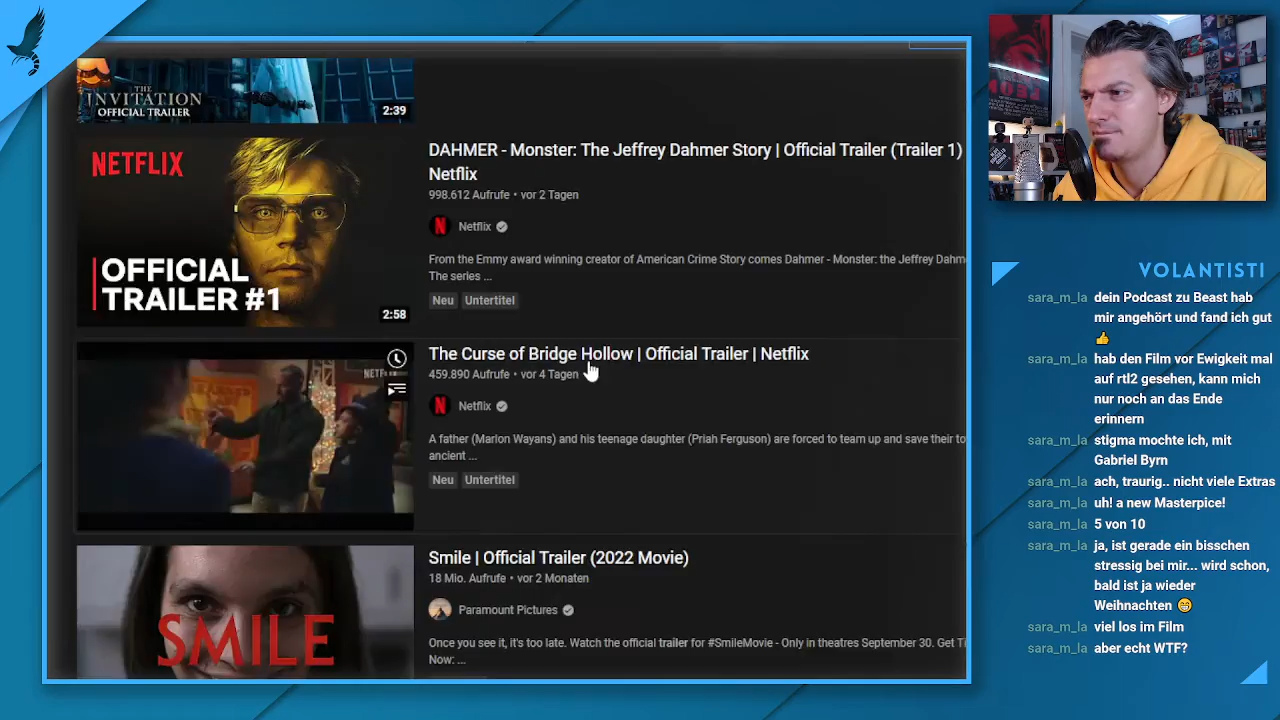 THE
INVITATION
OFFICIAL TRAILER
2:39
NETFLIX
OFFICIAL
TRAILER #1
2:58
DAHMER - Monster: The Jeffrey Dahmer Story | Official Trailer (Trailer 1)
Netflix
998.612 Aufrufe • vor 2 Tagen
Netflix
From the Emmy award winning creator of American Crime Story comes Dahmer - Monster: the Jeffrey Dahm
The series ...
Neu Untertitel
NETF
The Curse of Bridge Hollow | Official Trailer | Netflix
459.890 Aufrufe • vor 4 Tagen
Netflix
A father (Marlon Wayans) and his teenage daughter (Priah Ferguson) are forced to team up and save their to
ancient ...
Neu Untertitel
SMILE
Smile | Official Trailer (2022 Movie)
18 Mio. Aufrufe • vor 2 Monaten
Paramount Pictures
Once you see it, it's too late. Watch the official trailer for #SmileMovie - Only in theatres September 30. Get Ti
Now: ...
VOLANTISTI
sara_m_la dein Podcast zu Beast hab
mir angehört und fand ich gut
👍
sara_m_la hab den Film vor Ewigkeit mal
auf rtl2 gesehen, kann mich
nur noch an das Ende
erinnern
sara_m_la stigma mochte ich, mit
Gabriel Byrn
sara_m_la ach, traurig.. nicht viele Extras
sara_m_la uh! a new Masterpice!
sara_m_la 5 von 10
sara_m_la ja, ist gerade ein bisschen
stressig bei mir... wird schon,
bald ist ja wieder
Weihnachten 😁
sara_m_la viel los im Film
sara_m_la aber echt WTF?